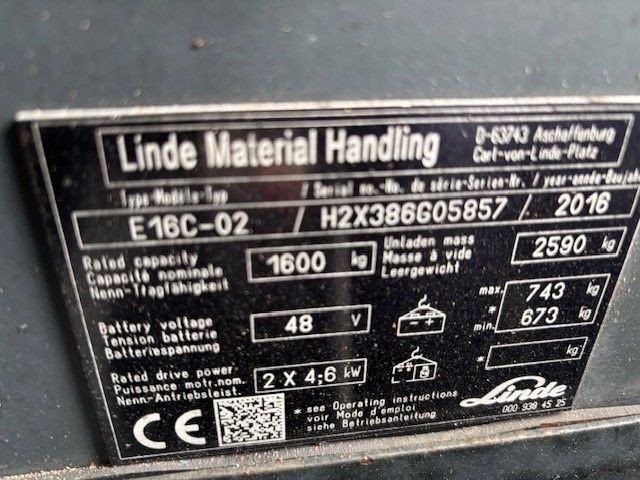 Linde Material Handling
D-63743 Aschaffenburg
Carl-von-Linde-Platz
Type-Modèle-Typ / Serial no.-No. de série-Serien-Nr. / year-année-Baujahr
E16C-02 / H2X386G05857 / 2016
Rated capacity
Capacité nominale
Nenn-Tragfähigkeit
1600 kg
Unladen mass
Masse à vide
Leergewicht
2590 kg
Battery voltage
Tension batterie
Batteriespannung
48 V
- +
max. 743 kg
*
min. 673 kg
Rated drive power
Puissance motr.nom.
Nenn-Antriebsleist.
2 X 4,6 kW
* kg
CE
* see Operating instructions
voir Mode d'emploi
siehe Betriebsanleitung
Linde
000 938 45 25